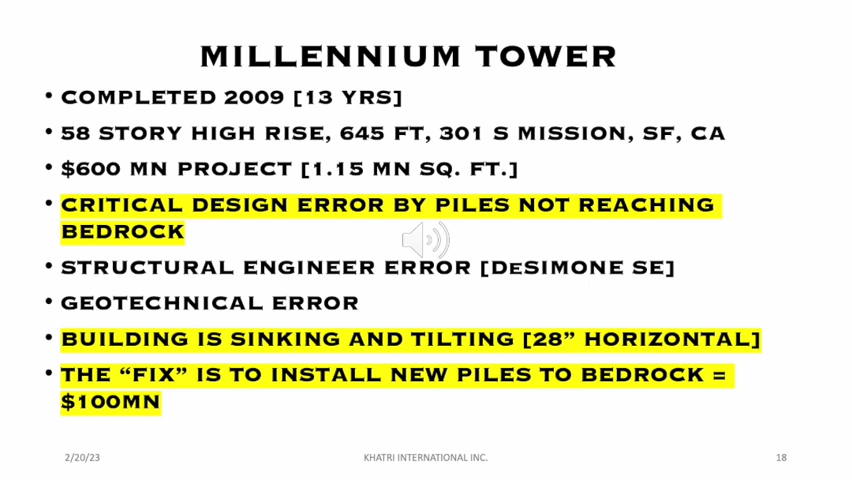 MILLENNIUM TOWER
• COMPLETED 2009 [13 YRS]
• 58 STORY HIGH RISE, 645 FT, 301 S MISSION, SF, CA
• $600 MN PROJECT [1.15 MN SQ. FT.]
• CRITICAL DESIGN ERROR BY PILES NOT REACHING
BEDROCK
• STRUCTURAL ENGINEER ERROR [DeSIMONE SE]
• GEOTECHNICAL ERROR
• BUILDING IS SINKING AND TILTING [28” HORIZONTAL]
• THE “FIX” IS TO INSTALL NEW PILES TO BEDROCK =
$100MN
2/20/23 KHATRI INTERNATIONAL INC. 18